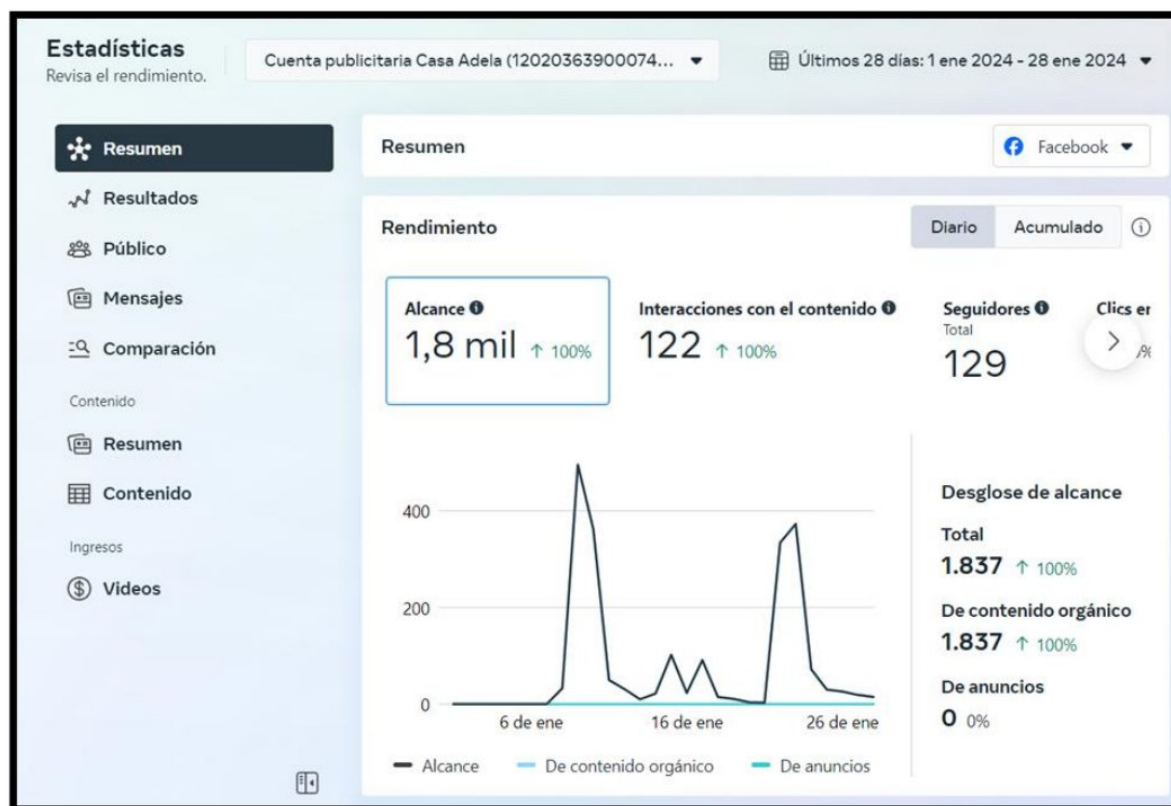 Estadísticas
Revisa el rendimiento.
Cuenta publicitaria Casa Adela (12020363900074...
Últimos 28 días: 1 ene 2024 - 28 ene 2024
Resumen
Resultados
Público
Mensajes
Comparación
Contenido
Resumen
Contenido
Ingresos
Videos
Resumen
Facebook
Rendimiento
Diario Acumulado
Alcance
1,8 mil ↑ 100%
Interacciones con el contenido
122 ↑ 100%
Seguidores
Total
129
Clics en
400
200
0
6 de ene 16 de ene 26 de ene
Alcance De contenido orgánico De anuncios
Desglose de alcance
Total
1.837 ↑ 100%
De contenido orgánico
1.837 ↑ 100%
De anuncios
0 0%